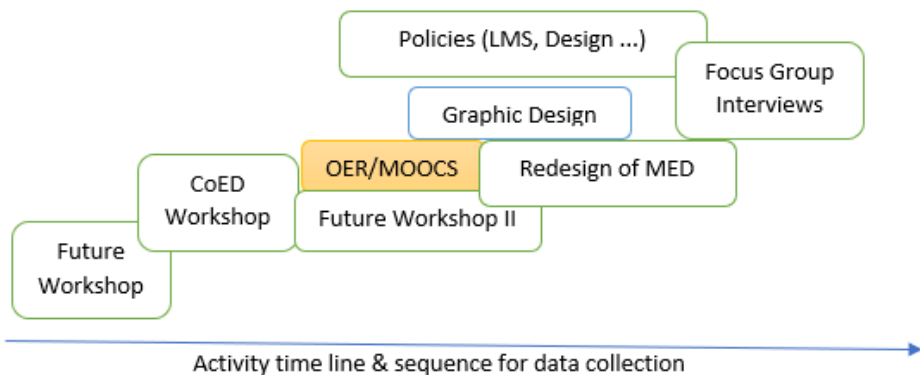 Policies (LMS, Design ...)
Focus Group
Interviews
Graphic Design
OER/MOOCS
Redesign of MED
CoED
Workshop
Future Workshop II
Future
Workshop
Activity time line & sequence for data collection